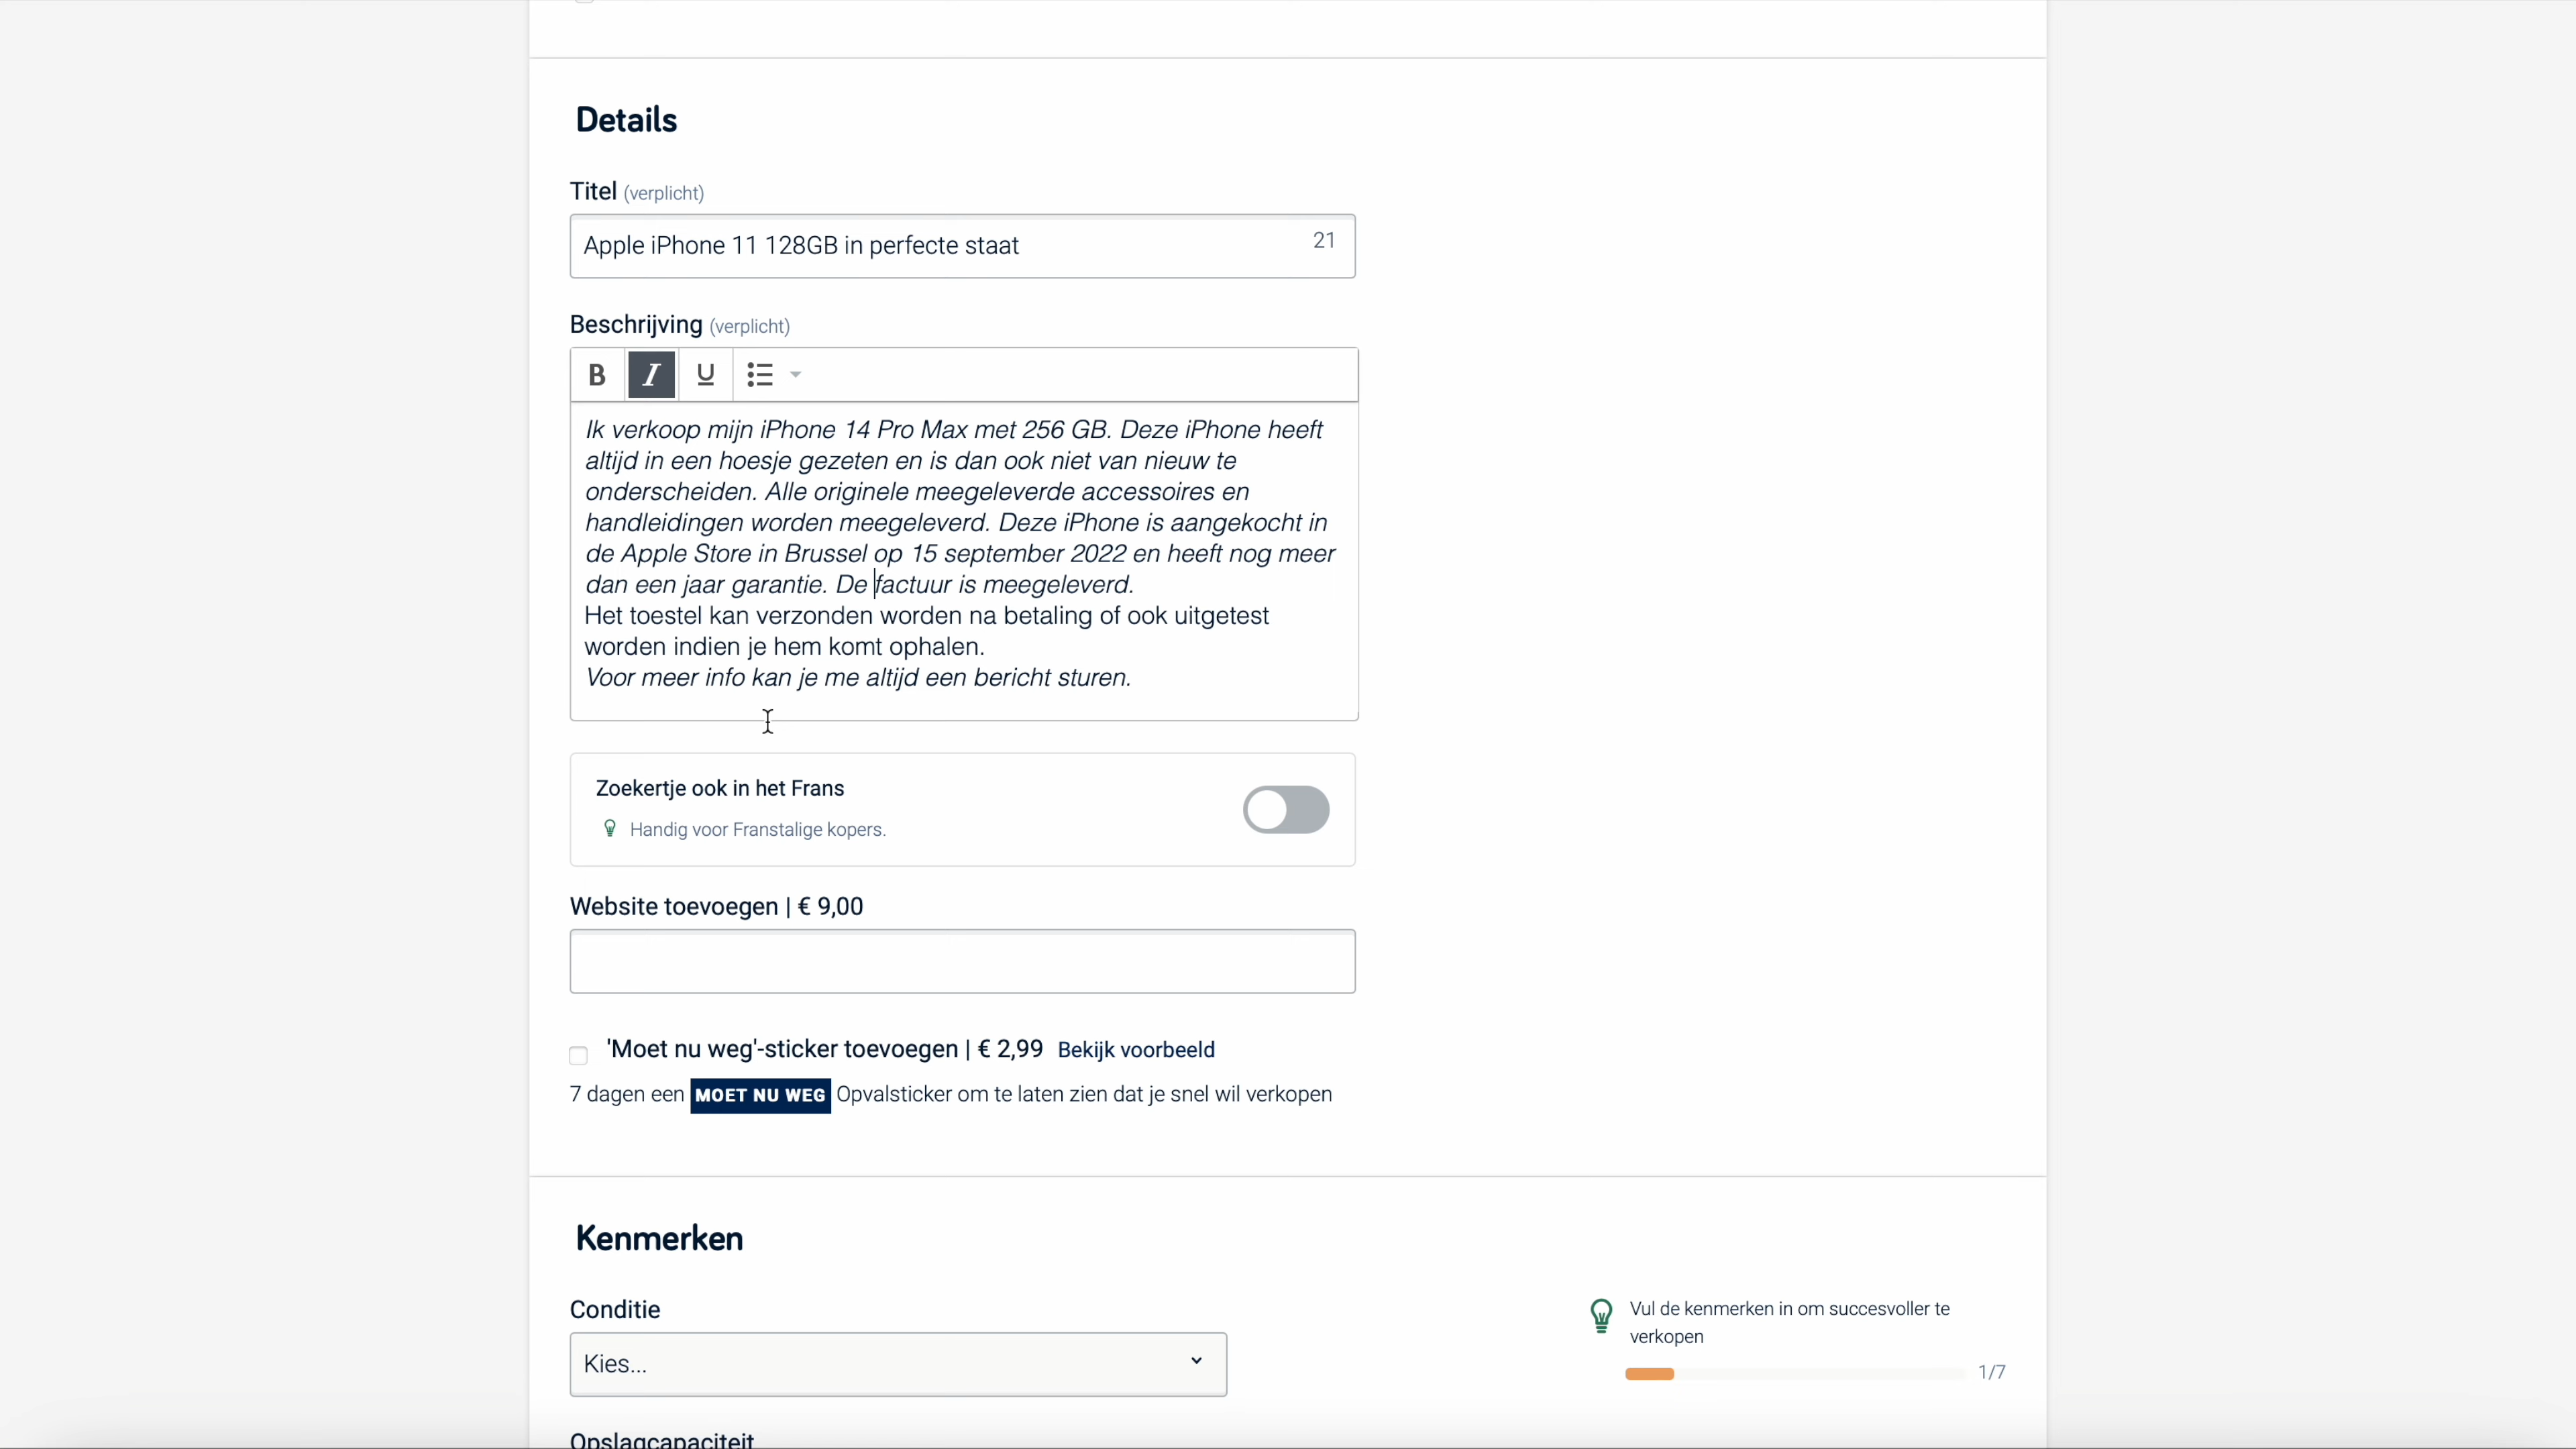 Details
Titel (verplicht)
Apple iPhone 11 128GB in perfecte staat 21
Beschrijving (verplicht)
B I U
Ik verkoop mijn iPhone 14 Pro Max met 256 GB. Deze iPhone heeft
altijd in een hoesje gezeten en is dan ook niet van nieuw te
onderscheiden. Alle originele meegeleverde accessoires en
handleidingen worden meegeleverd. Deze iPhone is aangekocht in
de Apple Store in Brussel op 15 september 2022 en heeft nog meer
dan een jaar garantie. De factuur is meegeleverd.
Het toestel kan verzonden worden na betaling of ook uitgetest
worden indien je hem komt ophalen.
Voor meer info kan je me altijd een bericht sturen.
Zoekertje ook in het Frans
Handig voor Franstalige kopers.
Website toevoegen | € 9,00
'Moet nu weg'-sticker toevoegen | € 2,99 Bekijk voorbeeld
7 dagen een MOET NU WEG Opvalsticker om te laten zien dat je snel wil verkopen
Kenmerken
Conditie
Kies...
Vul de kenmerken in om succesvoller te
verkopen
1/7
Opslagcapaciteit